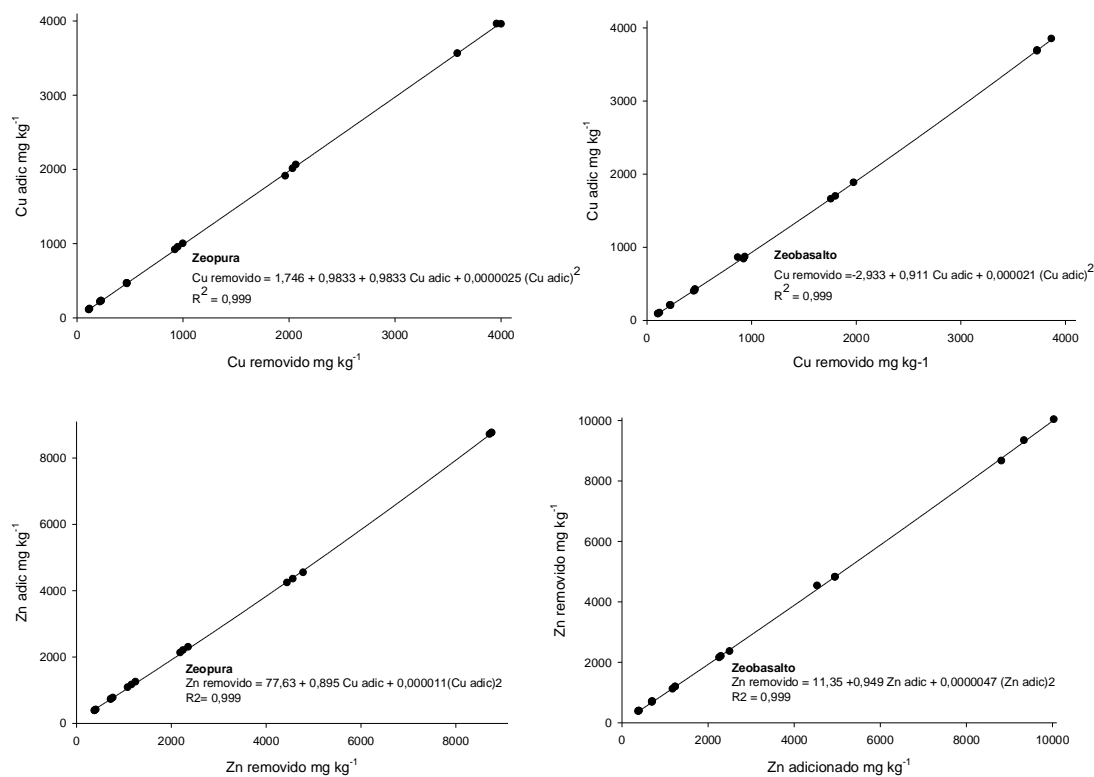 Cu adic mg kg⁻¹
4000
3000
2000
1000
0
Zeopura
Cu removido = 1,746 + 0,9833 + 0,9833 Cu adic + 0,0000025 (Cu adic)²
R² = 0,999
0 1000 2000 3000 4000
Cu removido mg kg⁻¹
Cu adic mg kg⁻¹
4000
3000
2000
1000
0
Zeobasalto
Cu removido =-2,933 + 0,911 Cu adic + 0,000021 (Cu adic)²
R² = 0,999
0 1000 2000 3000 4000
Cu removido mg kg-1
Zn adic mg kg⁻¹
8000
6000
4000
2000
0
Zeopura
Zn removido = 77,63 + 0,895 Cu adic + 0,000011(Cu adic)2
R2= 0,999
0 2000 4000 6000 8000
Zn removido mg kg⁻¹
Zn removido mg kg⁻¹
10000
8000
6000
4000
2000
0
Zeobasalto
Zn removido = 11,35 +0,949 Zn adic + 0,0000047 (Zn adic)2
R2 = 0,999
0 2000 4000 6000 8000 10000
Zn adicionado mg kg⁻¹